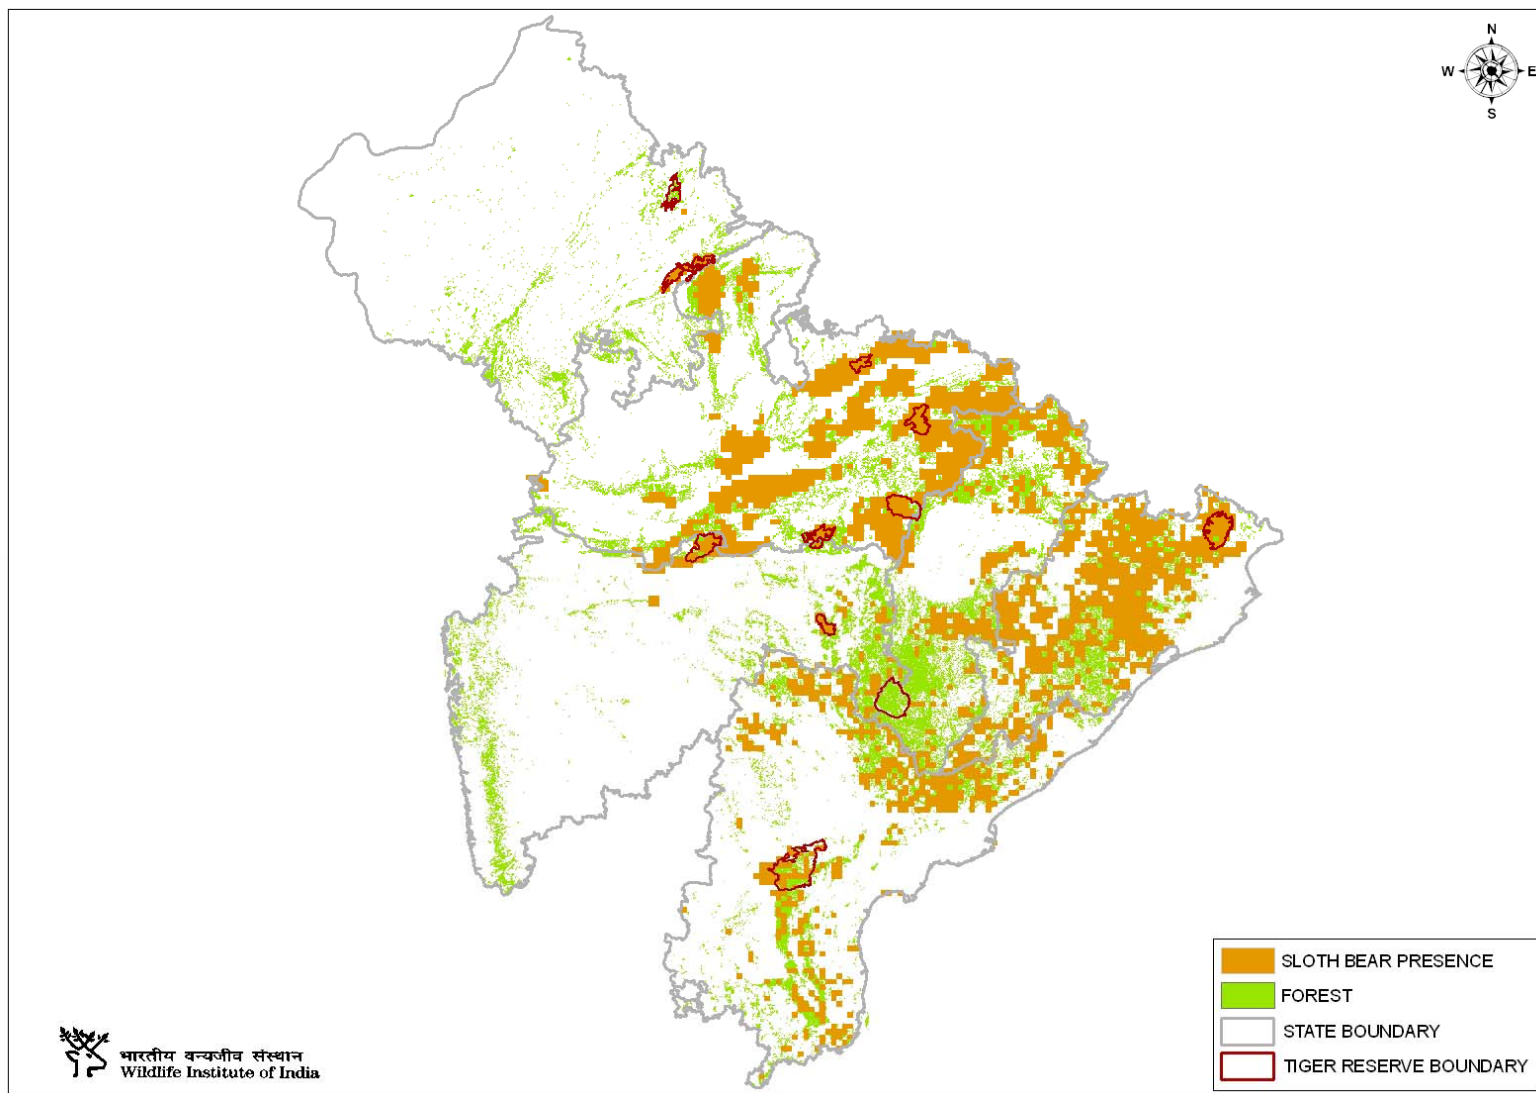 N
W E
S
SLOTH BEAR PRESENCE
FOREST
STATE BOUNDARY
TIGER RESERVE BOUNDARY
भारतीय वन्यजीव संस्थान
Wildlife Institute of India